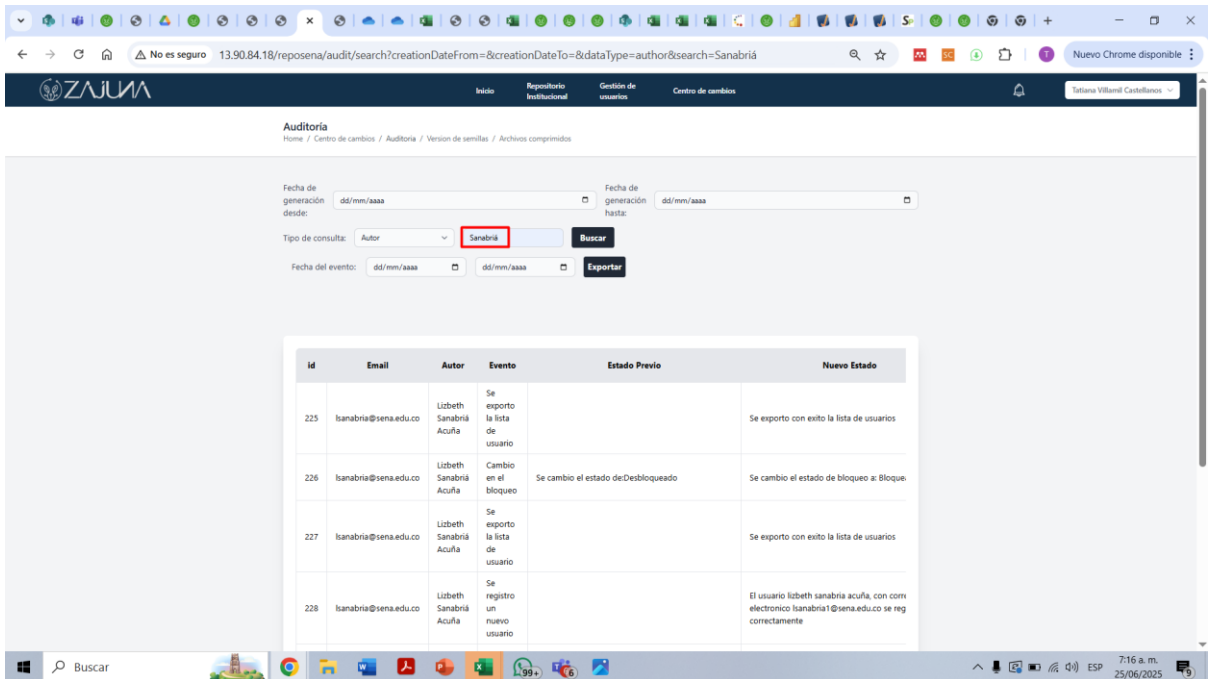 No es seguro 13.90.84.18/reposena/audit/search?creationDateFrom=&creationDateTo=&dataType=author&search=Sanabriá
Nuevo Chrome disponible
ZAJUNA
Inicio
Repositorio
Institucional
Gestión de
usuarios
Centro de cambios
Tatiana Villamil Castellanos
Auditoría
Home / Centro de cambios / Auditoria / Version de semillas / Archivos comprimidos
Fecha de
generación
desde:
dd/mm/aaaa
Fecha de
generación
hasta:
dd/mm/aaaa
Tipo de consulta: Autor Sanabriá Buscar
Fecha del evento: dd/mm/aaaa dd/mm/aaaa Exportar
id Email Autor Evento Estado Previo Nuevo Estado
225
lsanabria@sena.edu.co
Lizbeth
Sanabriá
Acuña
Se
exporto
la lista
de
usuario
Se exporto con exito la lista de usuarios
226
lsanabria@sena.edu.co
Lizbeth
Sanabriá
Acuña
Cambio
en el
bloqueo
Se cambio el estado de:Desbloqueado
Se cambio el estado de bloqueo a: Bloque
227
lsanabria@sena.edu.co
Lizbeth
Sanabriá
Acuña
Se
exporto
la lista
de
usuario
Se exporto con exito la lista de usuarios
228
lsanabria@sena.edu.co
Lizbeth
Sanabriá
Acuña
Se
registro
un
nuevo
usuario
El usuario lizbeth sanabria acuña, con corr
electronico lsanabria1@sena.edu.co se reg
correctamente
Buscar
99+
6
ESP
7:16 a. m.
25/06/2025